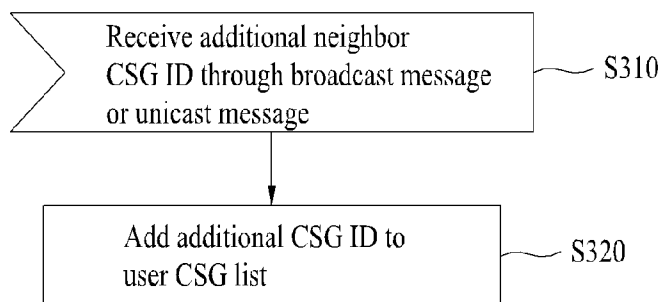 Receive additional neighbor
CSG ID through broadcast message
or unicast message
S310
Add additional CSG ID to
user CSG list
S320